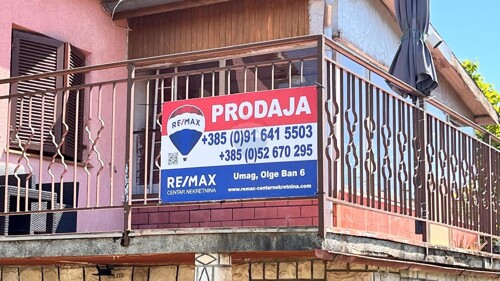 PRODAJA
RE/MAX
+385 (0)91 641 5503
+385 (0)52 670 295
RE/MAX
CENTAR NEKRETNINA
Umag, Olge Ban 6
www.remax-centarnekretnina.com